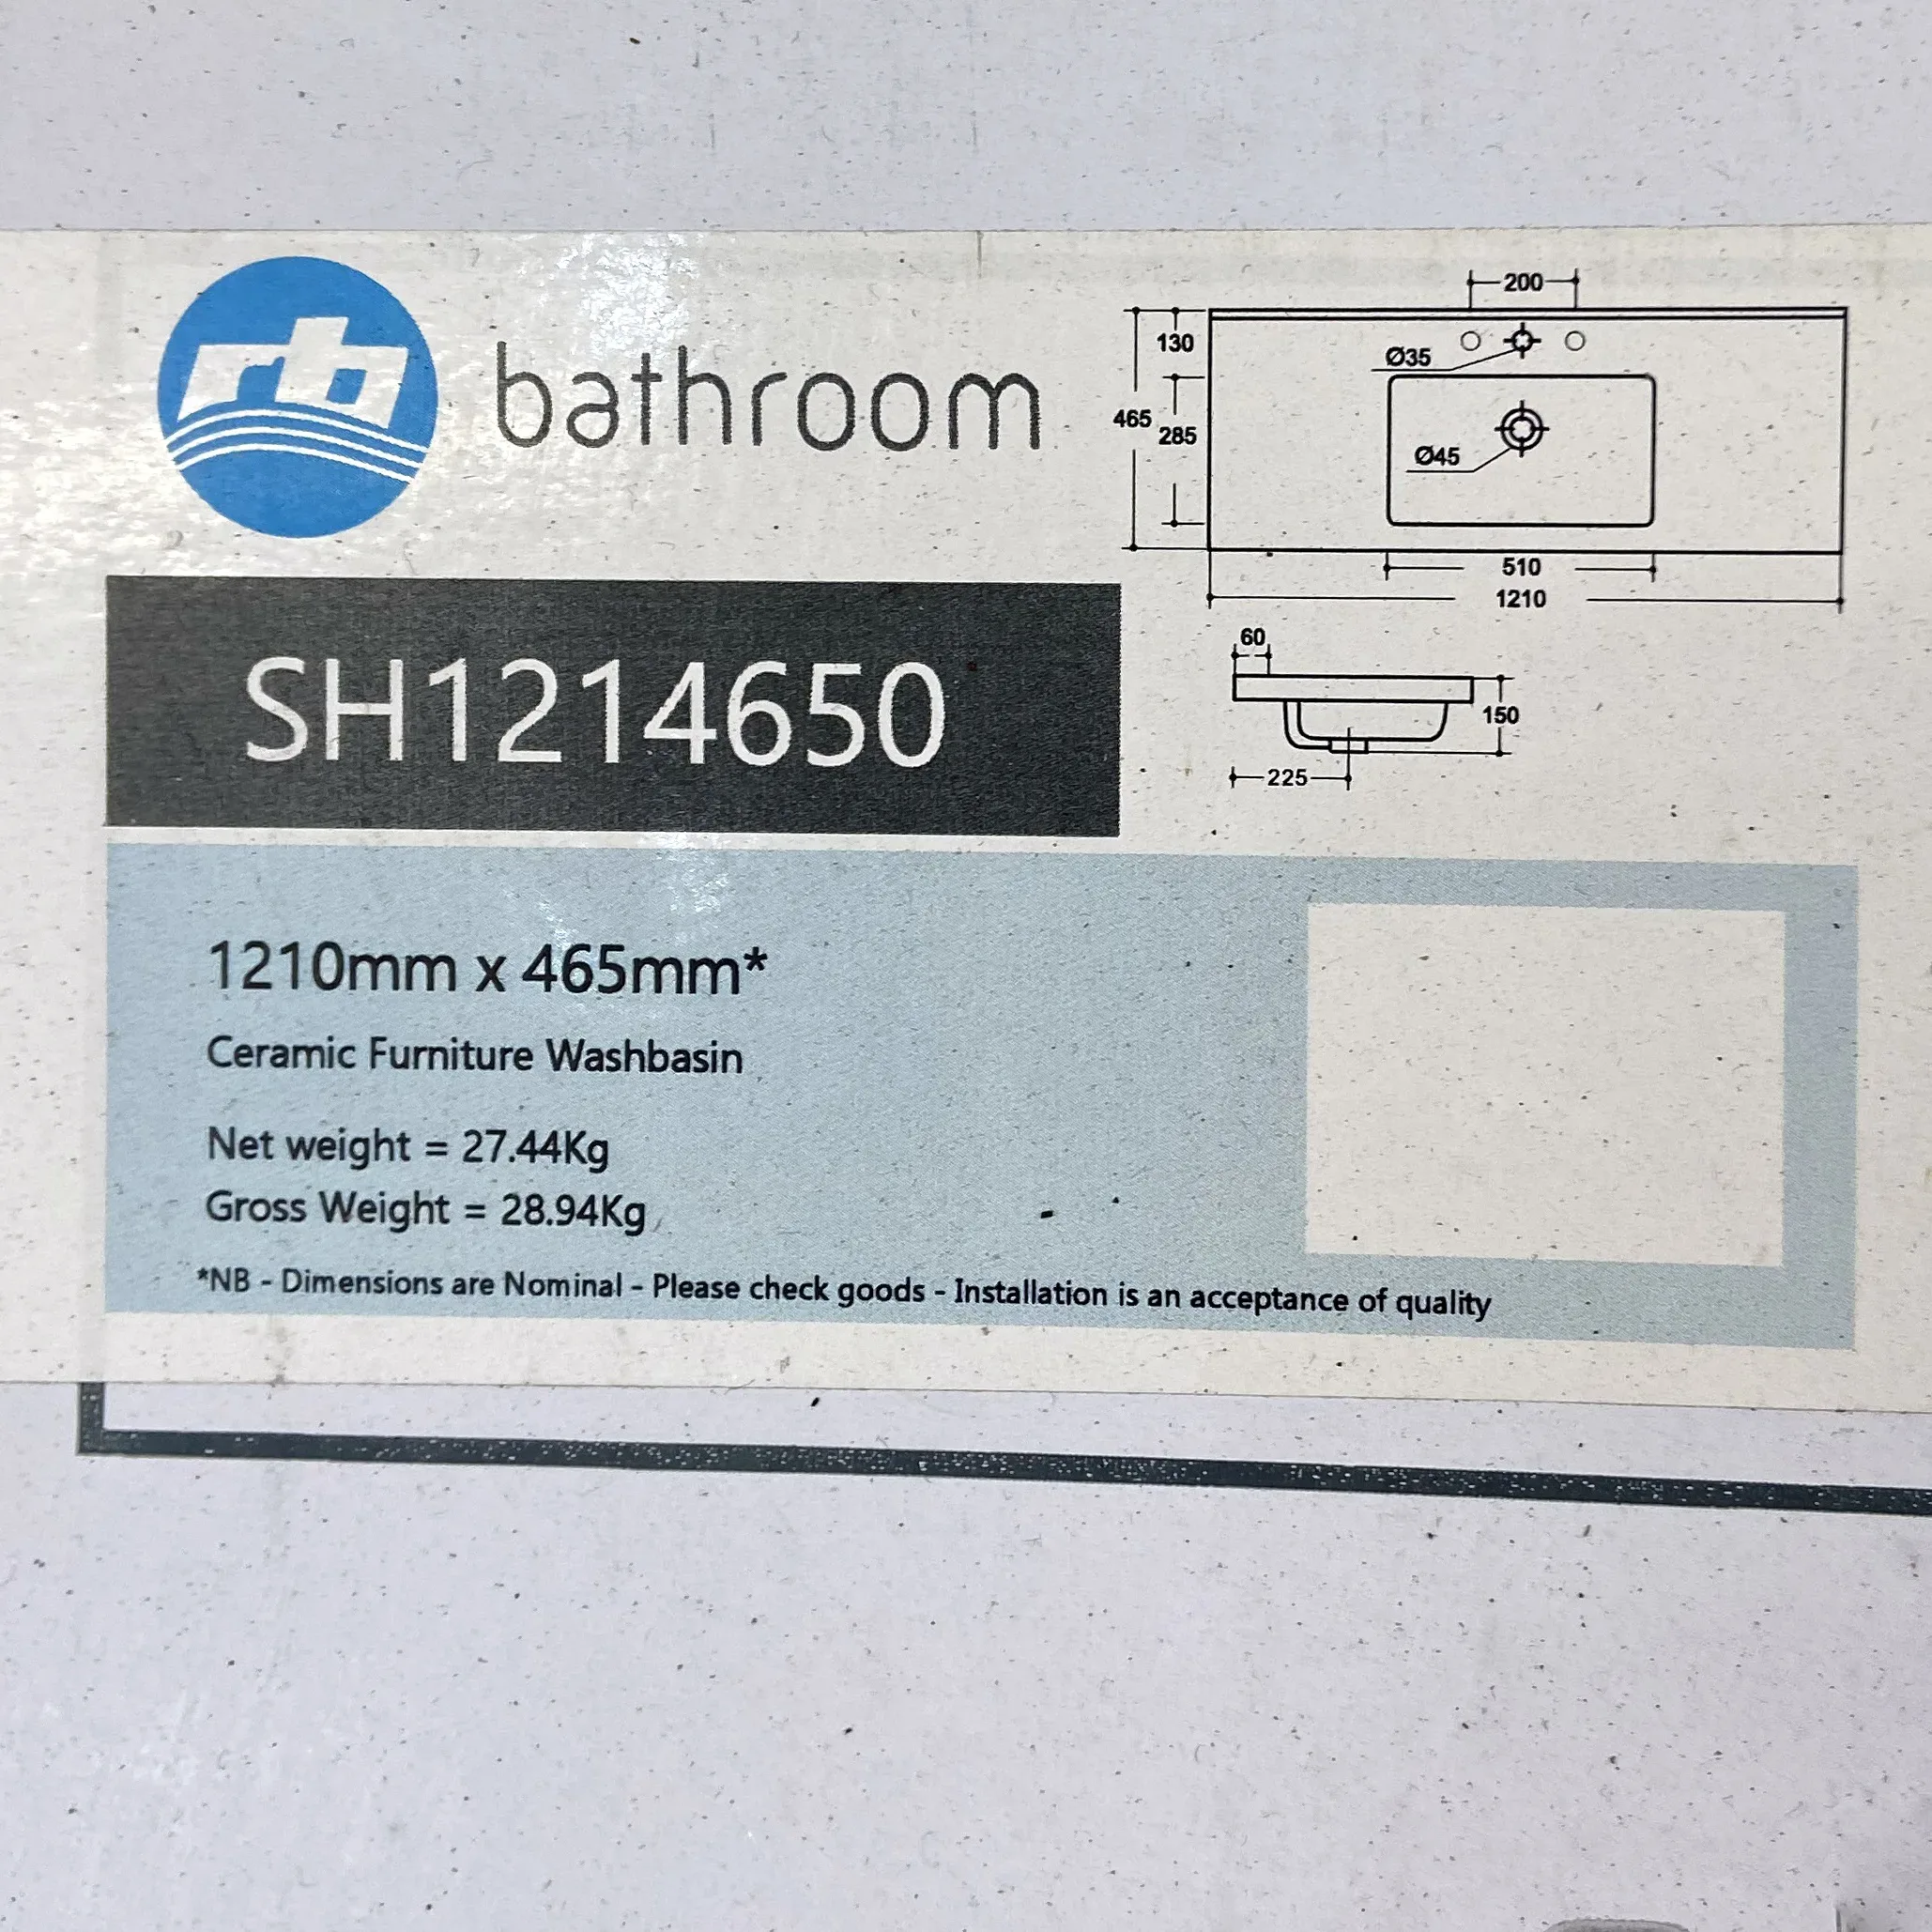 rb bathroom
200
130
Ø35
465
285
Ø45
510
1210
SH1214650
60
150
225
1210mm x 465mm*
Ceramic Furniture Washbasin
Net weight = 27.44Kg
Gross Weight = 28.94Kg
*NB - Dimensions are Nominal - Please check goods - Installation is an acceptance of quality